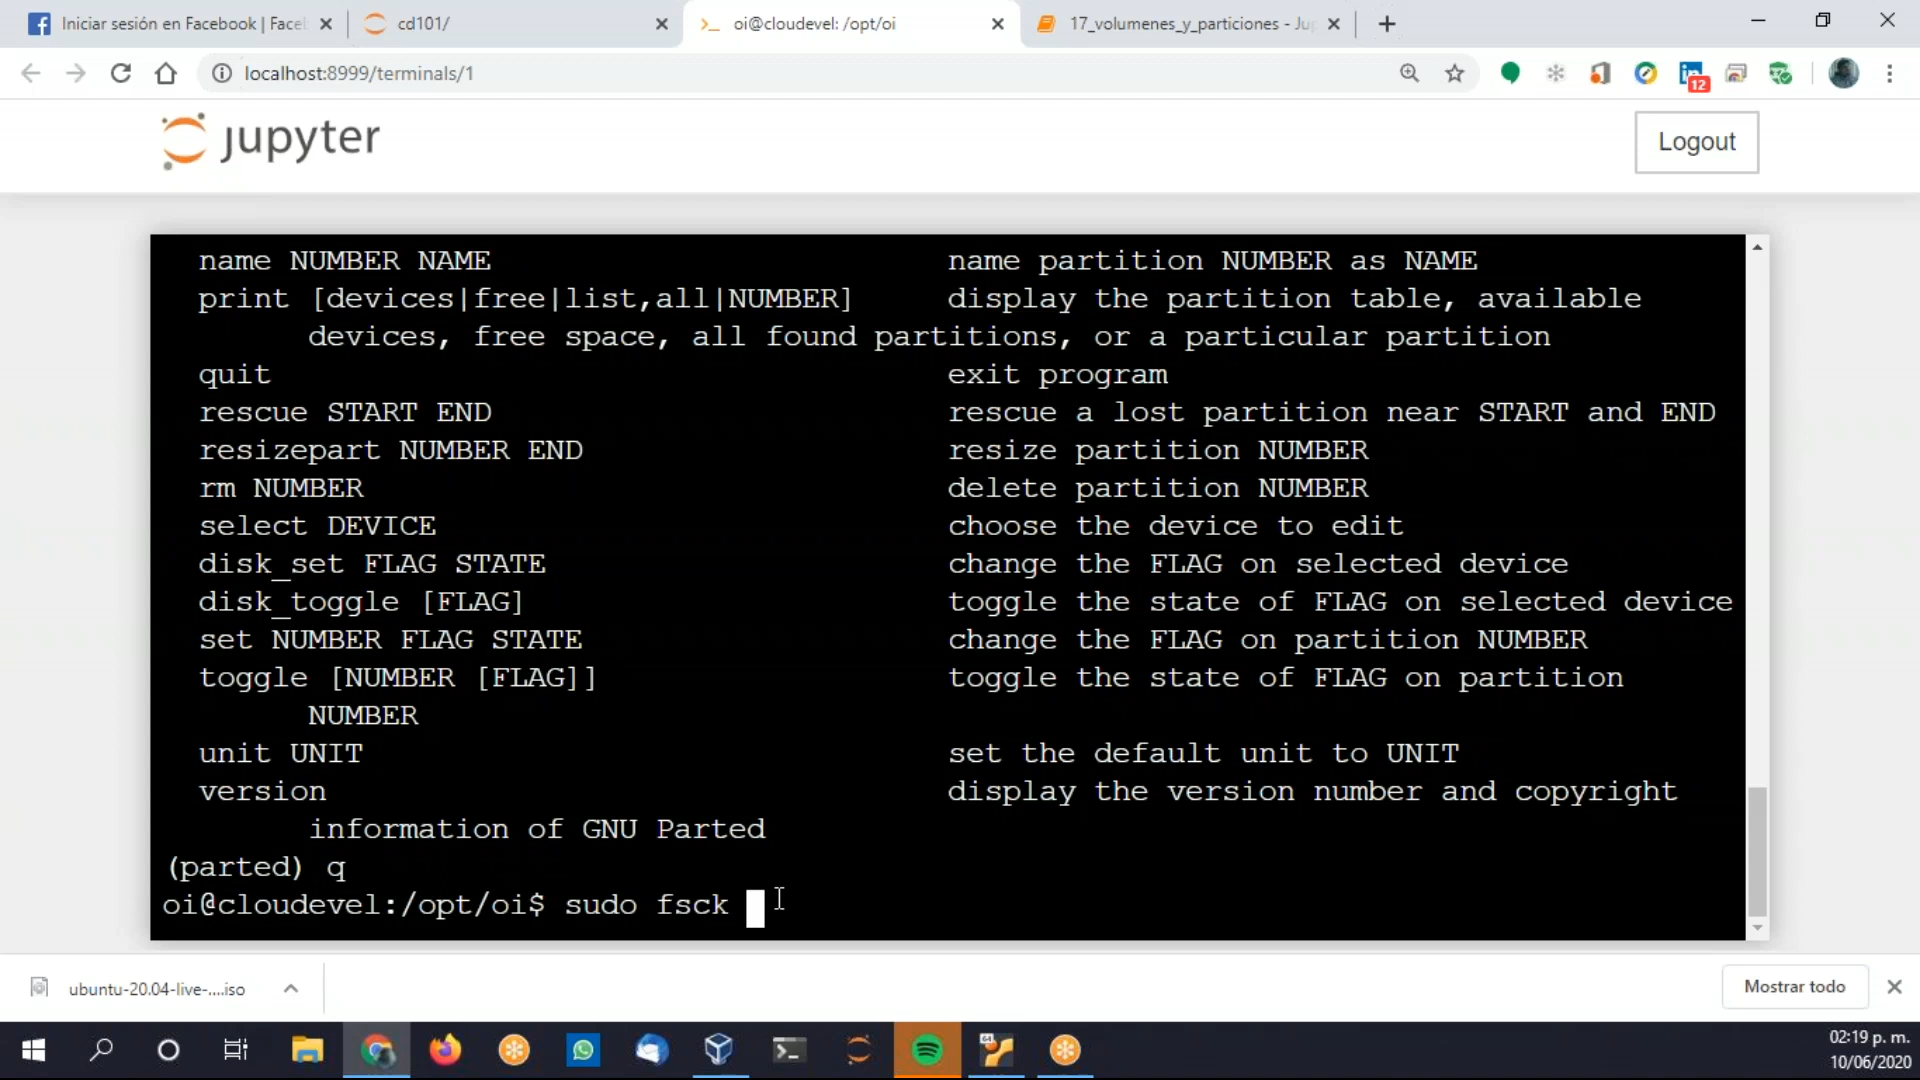 Iniciar sesión en Facebook | Face
cd101/
oi@cloudevel: /opt/oi
17_volumenes_y_particiones - Ju
localhost:8999/terminals/1
12
jupyter
Logout
name NUMBER NAME name partition NUMBER as NAME
print [devices|free|list,all|NUMBER] display the partition table, available
devices, free space, all found partitions, or a particular partition
quit exit program
rescue START END rescue a lost partition near START and END
resizepart NUMBER END resize partition NUMBER
rm NUMBER delete partition NUMBER
select DEVICE choose the device to edit
disk_set FLAG STATE change the FLAG on selected device
disk_toggle [FLAG] toggle the state of FLAG on selected device
set NUMBER FLAG STATE change the FLAG on partition NUMBER
toggle [NUMBER [FLAG]] toggle the state of FLAG on partition
NUMBER
unit UNIT set the default unit to UNIT
version display the version number and copyright
information of GNU Parted
(parted) q
oi@cloudevel:/opt/oi$ sudo fsck
ubuntu-20.04-live-....iso
Mostrar todo
64
02:19 p. m.
10/06/2020